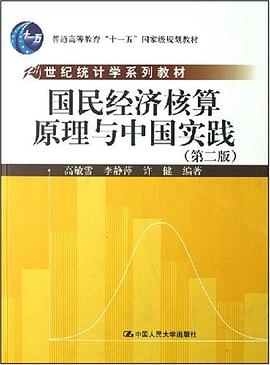 十一五
普通高等教育“十一五”国家级规划教材
21世纪统计学系列教材
国民经济核算
原理与中国实践
(第二版)
高敏雪 李静萍 许健 编著
中国人民大学出版社